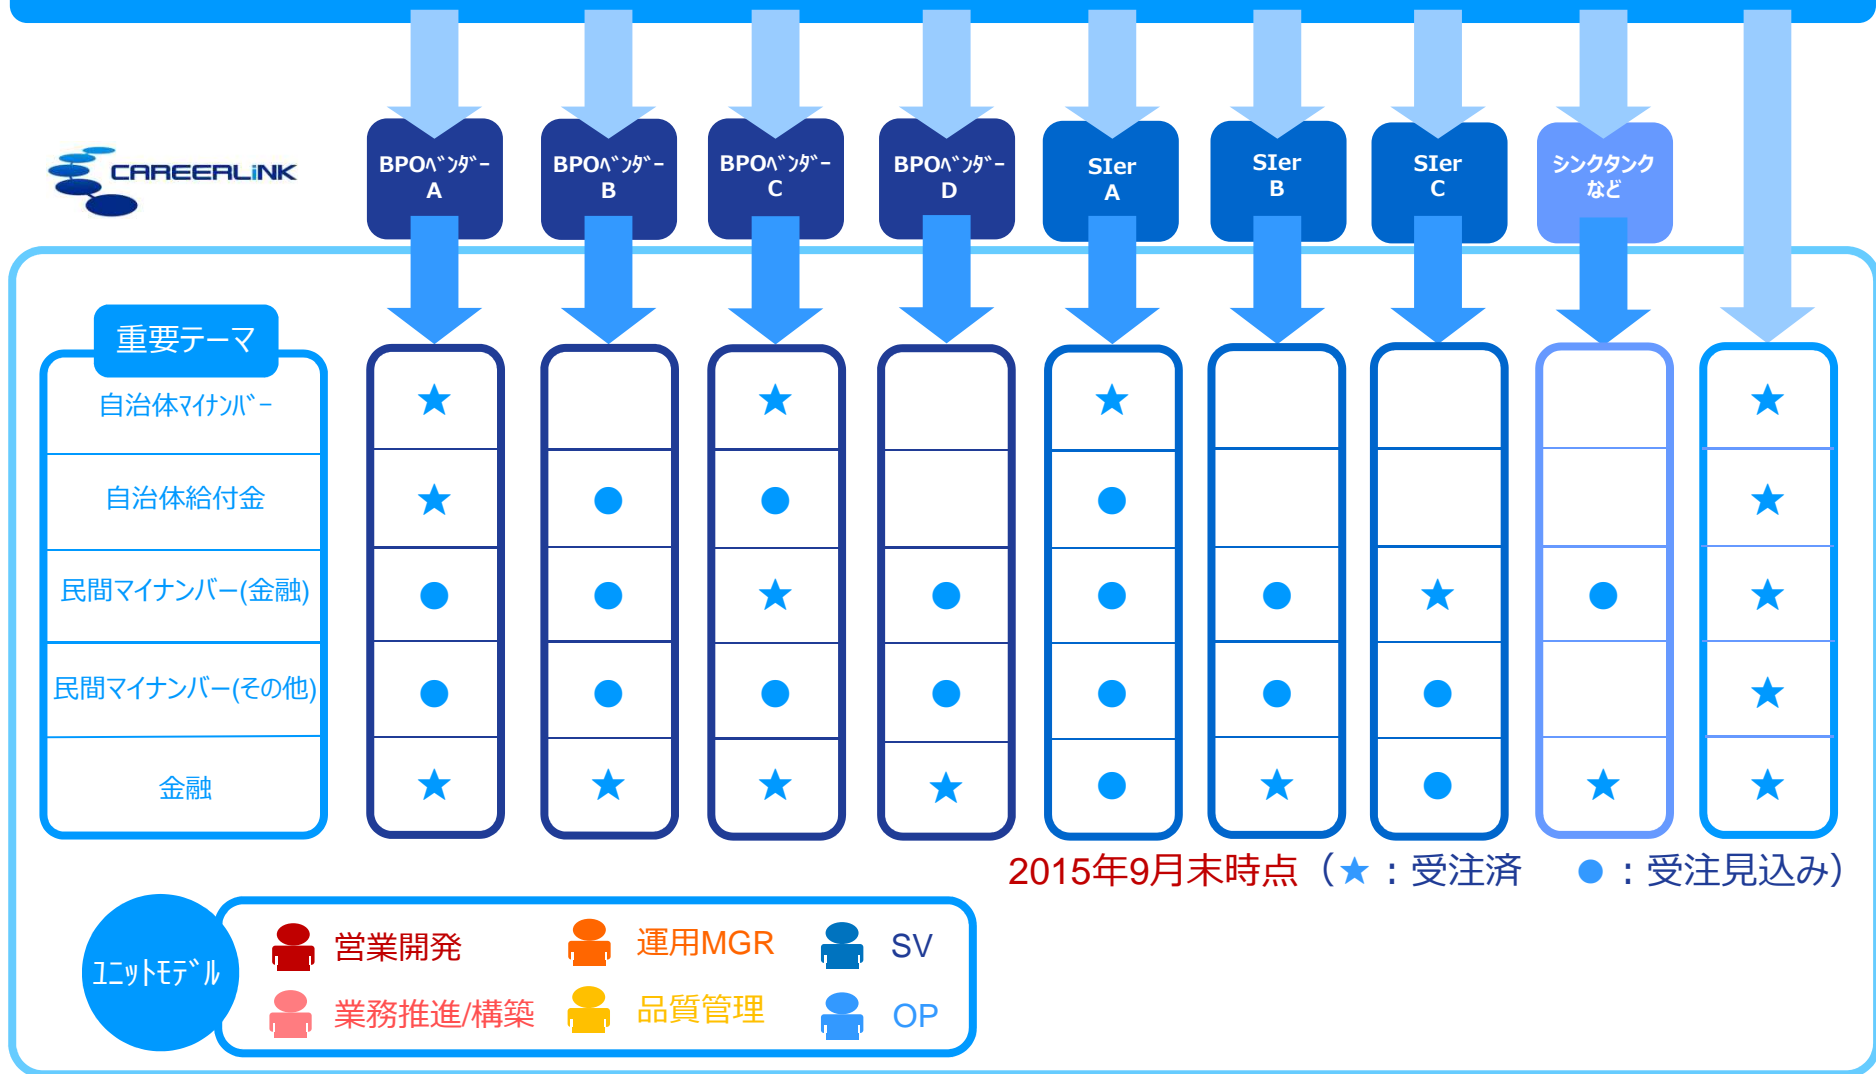 CAREERLiNK
BPOﾍﾞﾝﾀﾞｰ
A
BPOﾍﾞﾝﾀﾞｰ
B
BPOﾍﾞﾝﾀﾞｰ
C
BPOﾍﾞﾝﾀﾞｰ
D
SIer
A
SIer
B
SIer
C
シンクタンク
など
重要テーマ
自治体ﾏｲﾅﾝﾊﾞｰ
★ ★ ★ ★
自治体給付金
★ ● ● ● ★
民間マイナンバー(金融)
● ● ★ ● ● ● ★ ● ★
民間マイナンバー(その他)
● ● ● ● ● ● ● ★
金融
★ ★ ★ ★ ● ★ ● ★ ★
2015年9月末時点（★：受注済 ●：受注見込み）
ﾕﾆｯﾄﾓﾃﾞﾙ
営業開発 運用MGR SV
業務推進/構築 品質管理 OP